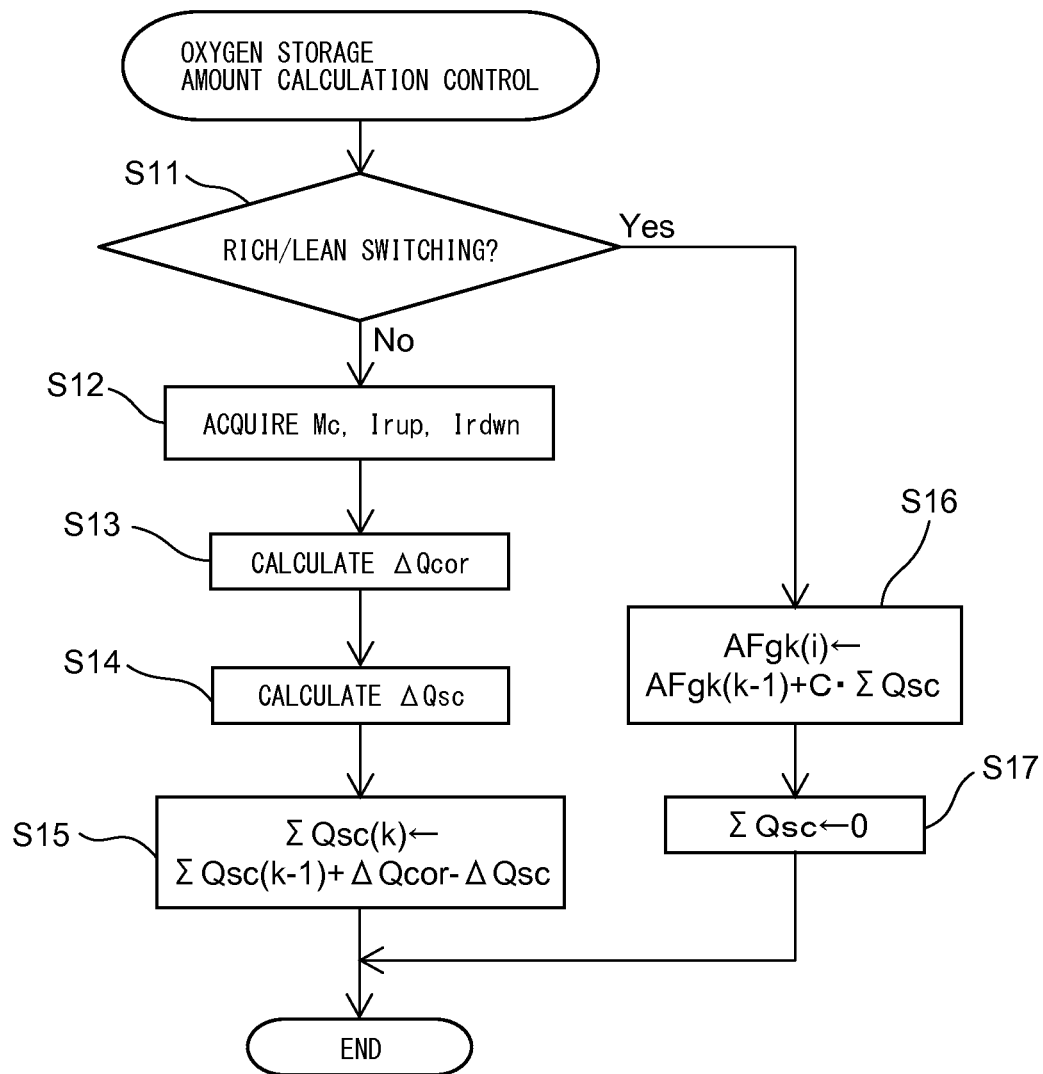 OXYGEN STORAGE
AMOUNT CALCULATION CONTROL
S11
RICH/LEAN SWITCHING?
Yes
No
S12
ACQUIRE Mc, Irup, Irdwn
S13
CALCULATE ΔQcor
S14
CALCULATE ΔQsc
S15
ΣQsc(k)←
ΣQsc(k-1)+ΔQcor-ΔQsc
S16
AFgk(i)←
AFgk(k-1)+C・ΣQsc
S17
ΣQsc←0
END